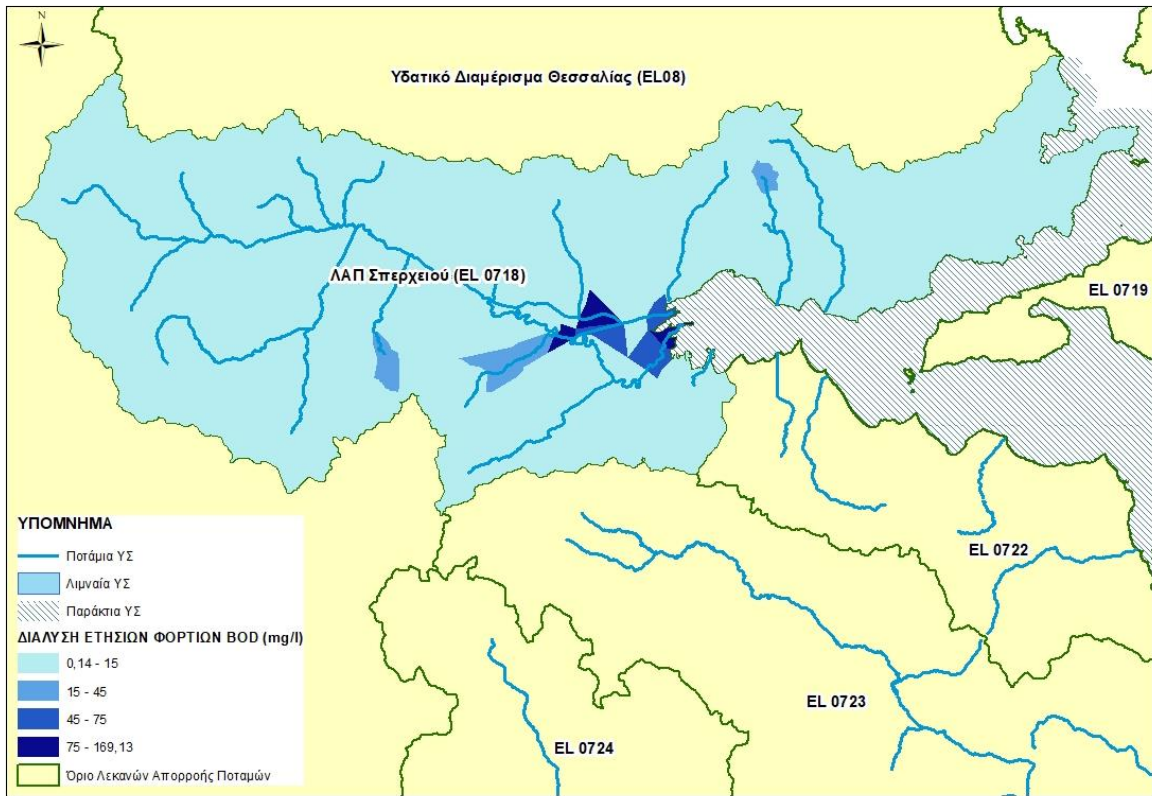 N
Υδατικό Διαμέρισμα Θεσσαλίας (EL08)
ΛΑΠ Σπερχειού (EL 0718)
EL 0719
EL 0722
EL 0723
EL 0724
ΥΠΟΜΝΗΜΑ
Ποτάμια ΥΣ
Λιμναία ΥΣ
Παράκτια ΥΣ
ΔΙΑΛΥΣΗ ΕΤΗΣΙΩΝ ΦΟΡΤΙΩΝ BOD (mg/l)
0,14 - 15
15 - 45
45 - 75
75 - 169,13
Όριο Λεκανών Απορροής Ποταμών